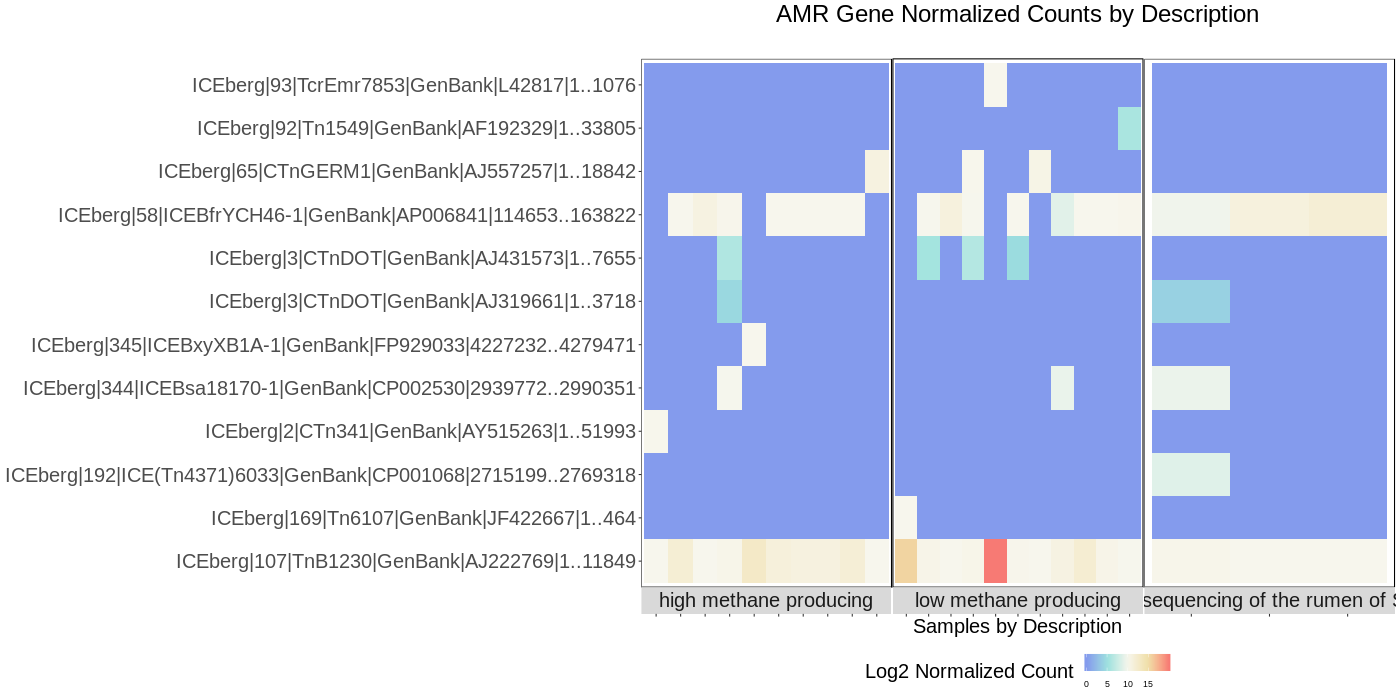 AMR Gene Normalized Counts by Description
ICEberg|93|TcrEmr7853|GenBank|L42817|1..1076
ICEberg|92|Tn1549|GenBank|AF192329|1..33805
ICEberg|65|CTnGERM1|GenBank|AJ557257|1..18842
ICEberg|58|ICEBfrYCH46-1|GenBank|AP006841|114653..163822
ICEberg|3|CTnDOT|GenBank|AJ431573|1..7655
ICEberg|3|CTnDOT|GenBank|AJ319661|1..3718
ICEberg|345|ICEBxyXB1A-1|GenBank|FP929033|4227232..4279471
ICEberg|344|ICEBsa18170-1|GenBank|CP002530|2939772..2990351
ICEberg|2|CTn341|GenBank|AY515263|1..51993
ICEberg|192|ICE(Tn4371)6033|GenBank|CP001068|2715199..2769318
ICEberg|169|Tn6107|GenBank|JF422667|1..464
ICEberg|107|TnB1230|GenBank|AJ222769|1..11849
high methane producing low methane producing sequencing of the rumen of
Samples by Description
Log2 Normalized Count
0 5 10 15